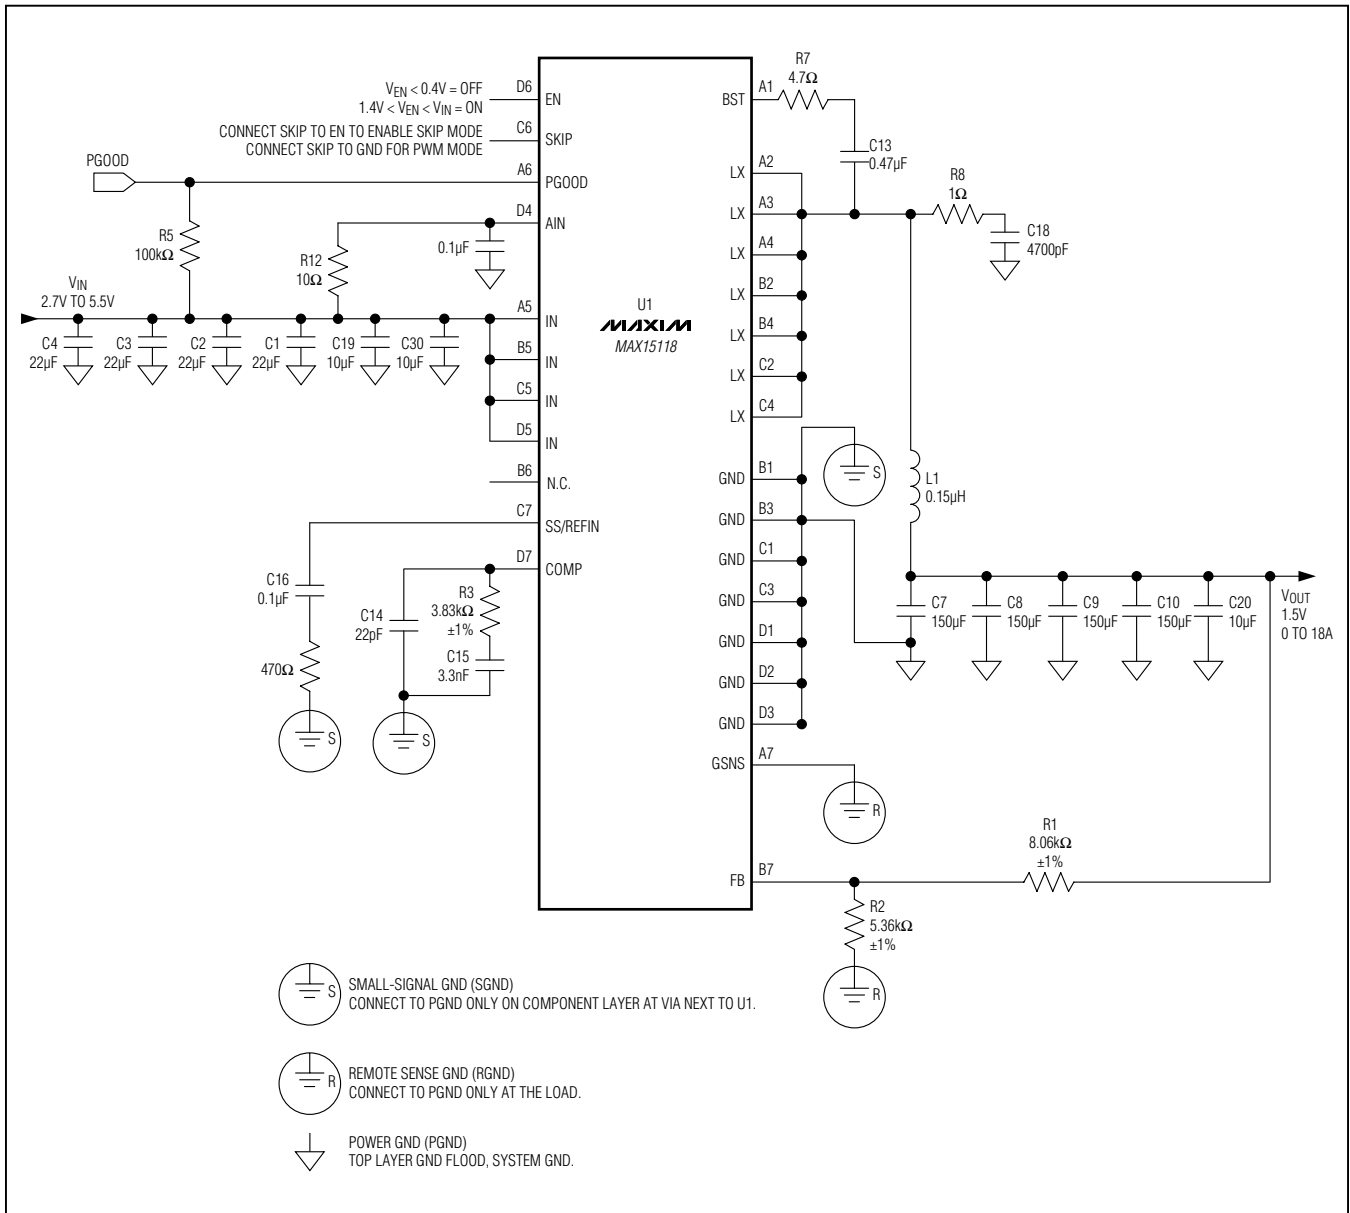 V_EN < 0.4V = OFF
1.4V < V_EN < V_IN = ON
D6
EN
CONNECT SKIP TO EN TO ENABLE SKIP MODE
CONNECT SKIP TO GND FOR PWM MODE
C6
SKIP
PGOOD
A6
PGOOD
D4
AIN
0.1µF
R5
100kΩ
R12
10Ω
V_IN
2.7V TO 5.5V
A5
IN
C4
22µF
C3
22µF
C2
22µF
C1
22µF
C19
10µF
C30
10µF
B5
IN
C5
IN
D5
IN
B6
N.C.
C7
SS/REFIN
D7
COMP
C16
0.1µF
470Ω
S
C14
22pF
R3
3.83kΩ
±1%
C15
3.3nF
S
U1
MAXIM
MAX15118
BST
A1
R7
4.7Ω
C13
0.47µF
LX
A2
LX
A3
R8
1Ω
C18
4700pF
LX
A4
LX
B2
LX
B4
LX
C2
LX
C4
S
GND
B1
GND
B3
GND
C1
GND
C3
GND
D1
GND
D2
GND
D3
GSNS
A7
R
L1
0.15µH
C7
150µF
C8
150µF
C9
150µF
C10
150µF
C20
10µF
V_OUT
1.5V
0 TO 18A
FB
B7
R1
8.06kΩ
±1%
R2
5.36kΩ
±1%
R
S
SMALL-SIGNAL GND (SGND)
CONNECT TO PGND ONLY ON COMPONENT LAYER AT VIA NEXT TO U1.
R
REMOTE SENSE GND (RGND)
CONNECT TO PGND ONLY AT THE LOAD.
POWER GND (PGND)
TOP LAYER GND FLOOD, SYSTEM GND.